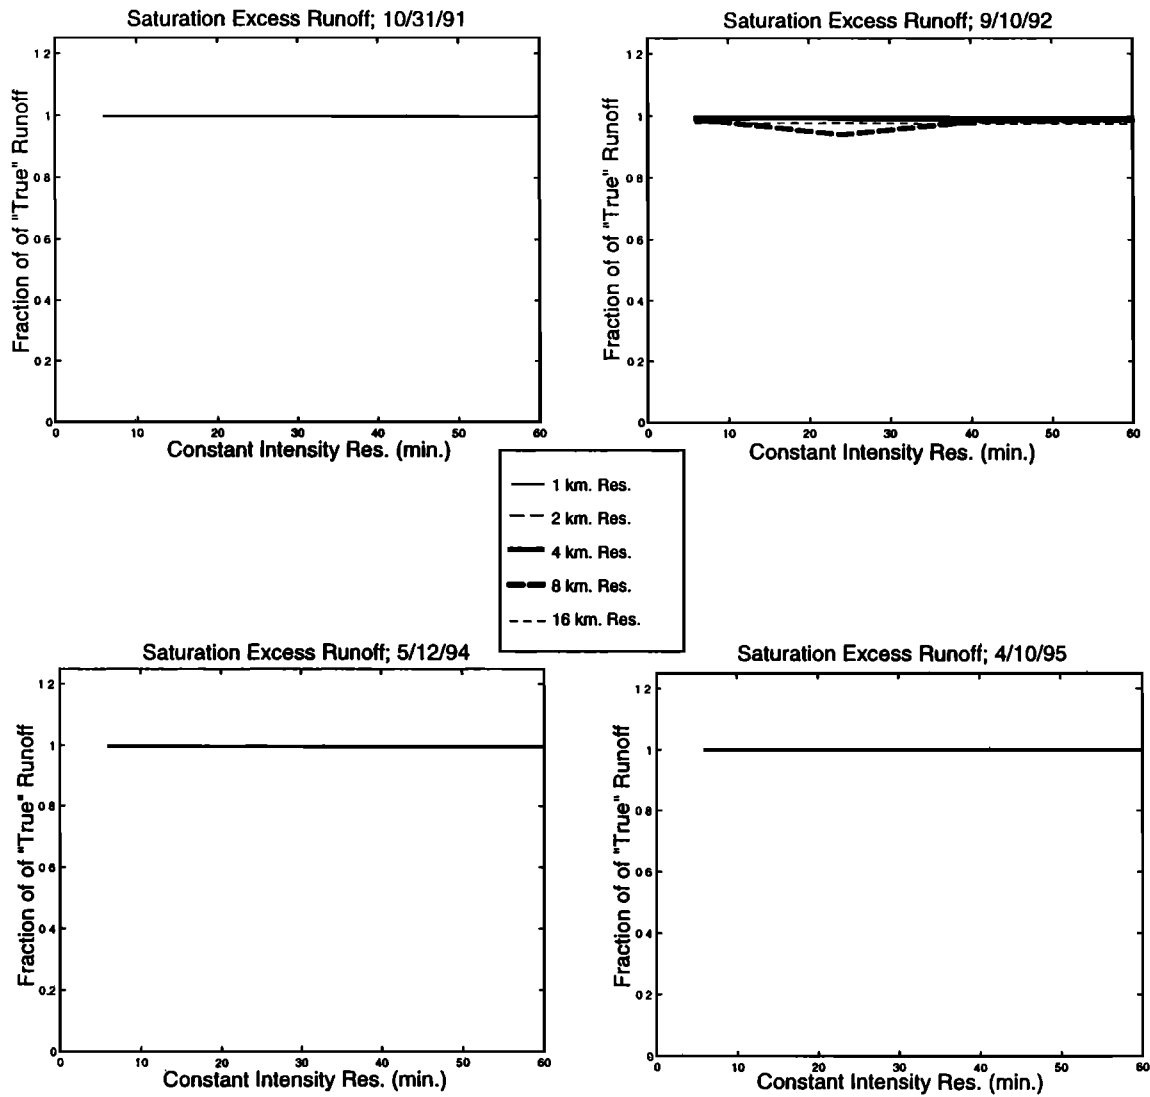 Saturation Excess Runoff; 10/31/91
1 2
1
0 8
0 6
0 4
0 2
0
Fraction of of "True" Runoff
0 10 20 30 40 50 60
Constant Intensity Res. (min.)
Saturation Excess Runoff; 9/10/92
1 2
1
0 8
0 6
0 4
0 2
0
Fraction of of "True" Runoff
0 10 20 30 40 50 60
Constant Intensity Res. (min.)
1 km. Res.
2 km. Res.
4 km. Res.
8 km. Res.
16 km. Res.
Saturation Excess Runoff; 5/12/94
1 2
1
0 8
0 6
0 4
0.2
0
Fraction of of "True" Runoff
0 10 20 30 40 50 60
Constant Intensity Res. (min.)
Saturation Excess Runoff; 4/10/95
1 2
1
0 8
0 6
0 4
0 2
0
Fraction of of "True" Runoff
0 10 20 30 40 50 60
Constant Intensity Res. (min.)